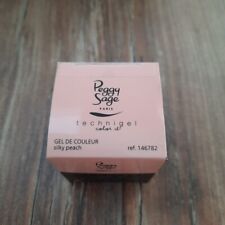 Peggy
Sage
PARIS
technigel
color it
GEL DE COULEUR
silky peach
ref. 146782